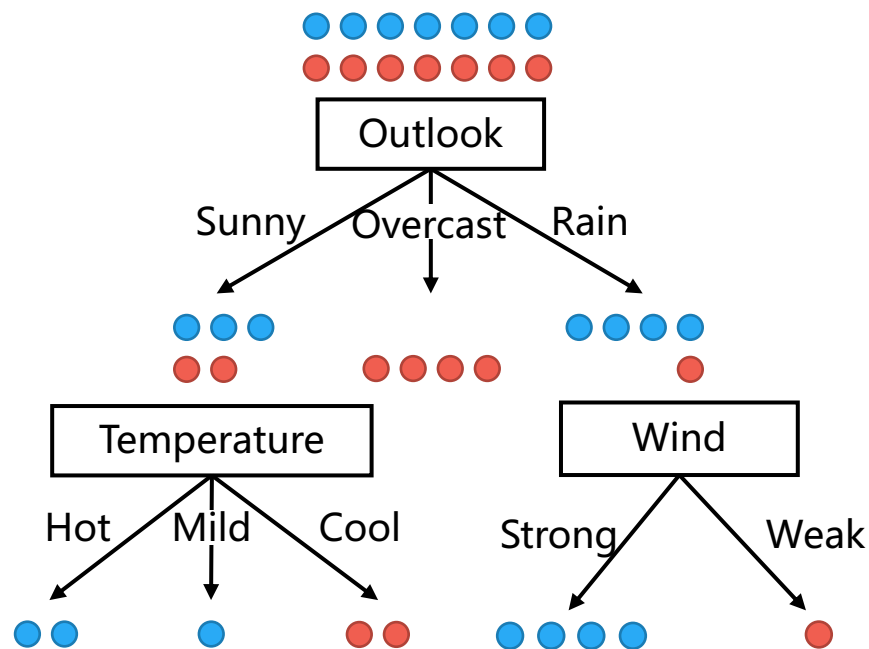 Outlook
Sunny
Overcast
Rain
Temperature
Wind
Hot
Mild
Cool
Strong
Weak